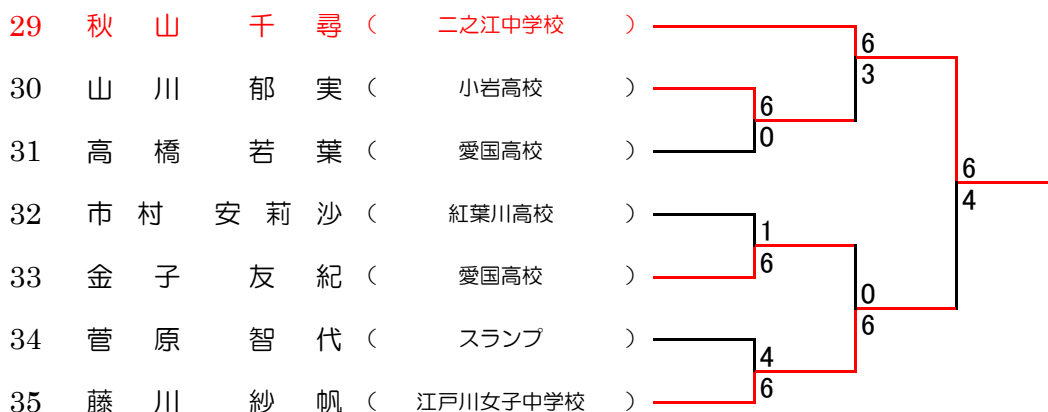 29 秋山 千尋 ( 二之江中学校 )
6
3
30 山川 郁実 ( 小岩高校 )
6
0
31 高橋 若葉 ( 愛国高校 )
6
4
32 市村 安莉沙 ( 紅葉川高校 )
1
6
33 金子 友紀 ( 愛国高校 )
0
6
34 菅原 智代 ( スランプ )
4
6
35 藤川 紗帆 ( 江戸川女子中学校 )